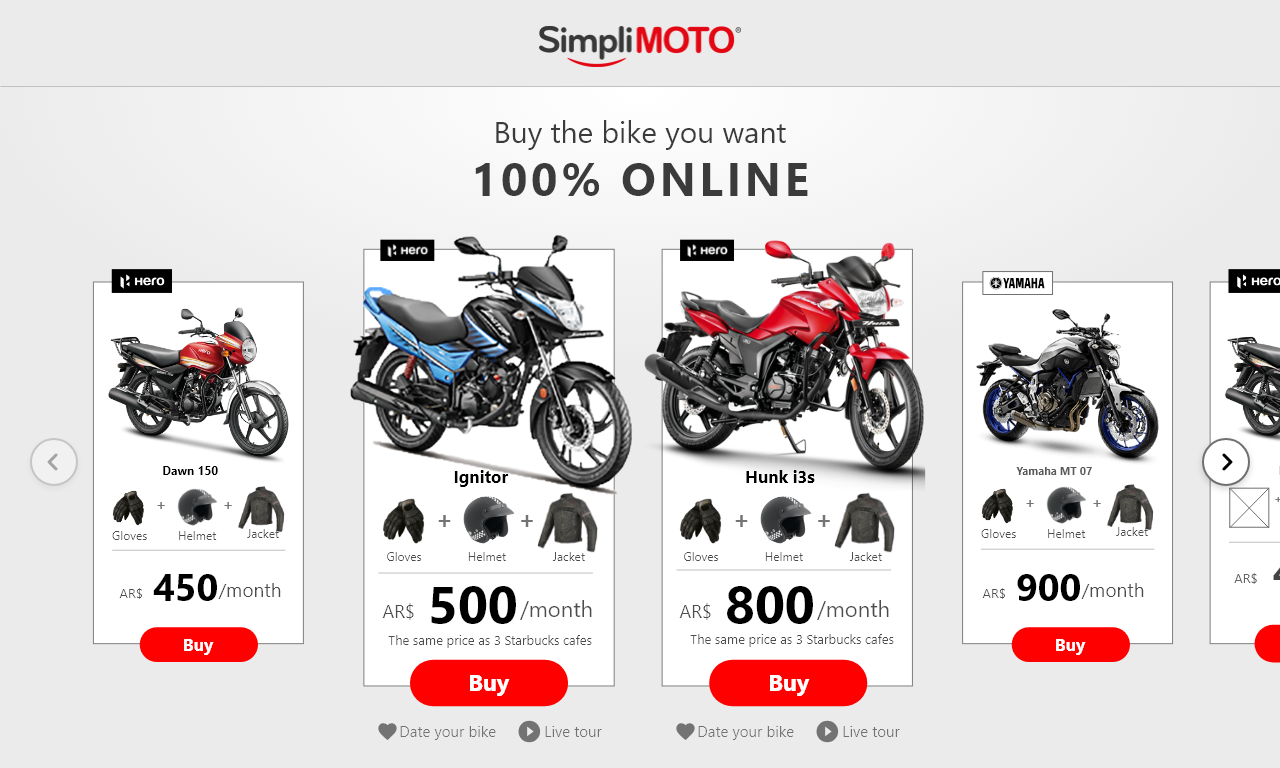 SimpliMOTO®
Buy the bike you want
100% ONLINE
Hero
Dawn 150
Gloves + Helmet + Jacket
AR$ 450/month
Buy
Hero
Ignitor
Gloves + Helmet + Jacket
AR$ 500/month
The same price as 3 Starbucks cafes
Buy
Date your bike
Live tour
Hero
Hunk
Hunk i3s
Gloves + Helmet + Jacket
AR$ 800/month
The same price as 3 Starbucks cafes
Buy
Date your bike
Live tour
YAMAHA
Yamaha MT 07
Gloves + Helmet + Jacket
AR$ 900/month
Buy
Hero
AR$